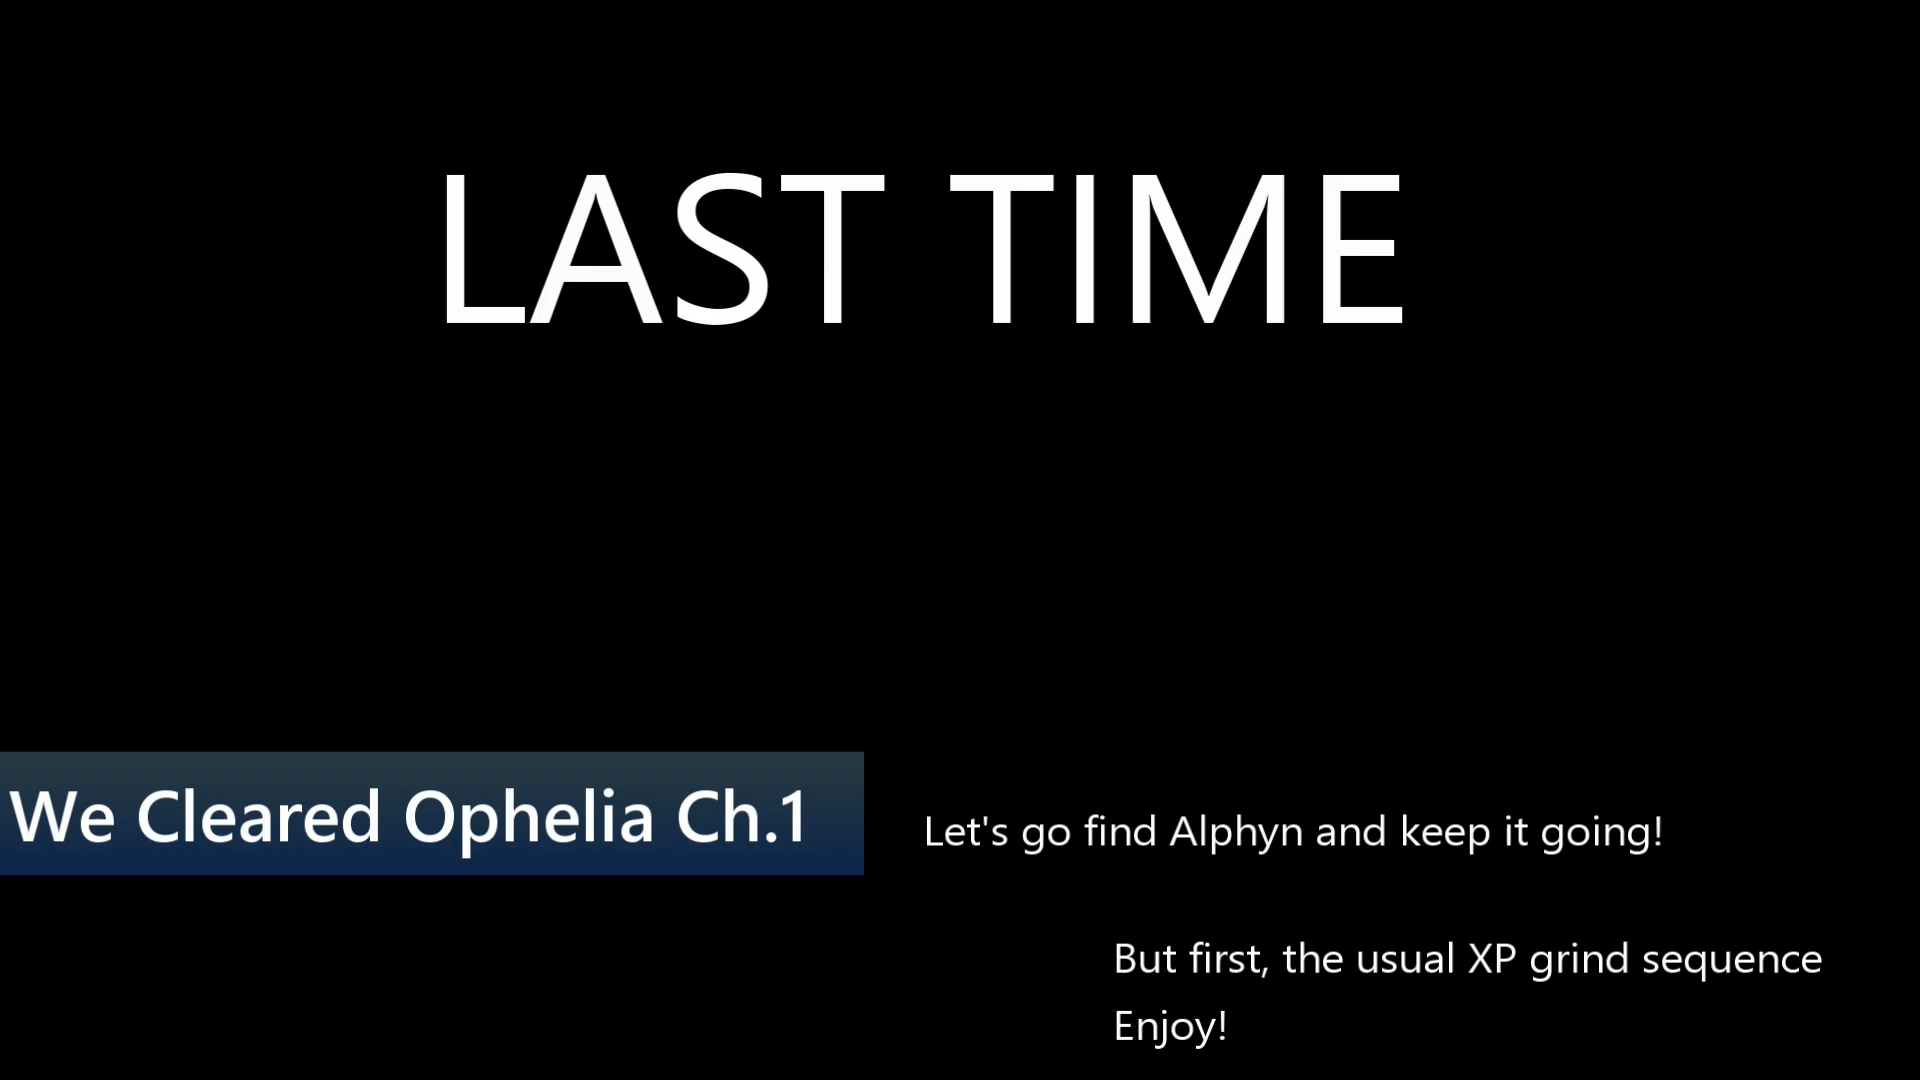 LAST TIME
We Cleared Ophelia Ch.1
Let's go find Alphyn and keep it going!
But first, the usual XP grind sequence
Enjoy!